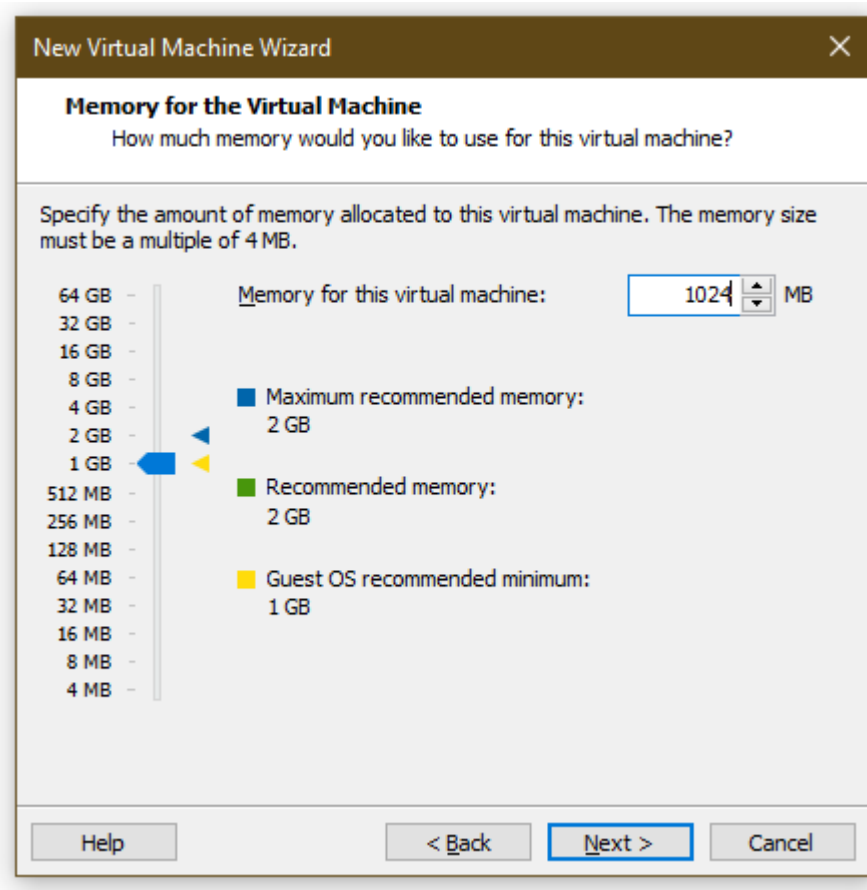 New Virtual Machine Wizard
Memory for the Virtual Machine
How much memory would you like to use for this virtual machine?
Specify the amount of memory allocated to this virtual machine. The memory size
must be a multiple of 4 MB.
64 GB
32 GB
16 GB
8 GB
4 GB
2 GB
1 GB
512 MB
256 MB
128 MB
64 MB
32 MB
16 MB
8 MB
4 MB
Memory for this virtual machine: 1024 MB
Maximum recommended memory:
2 GB
Recommended memory:
2 GB
Guest OS recommended minimum:
1 GB
Help < Back Next > Cancel